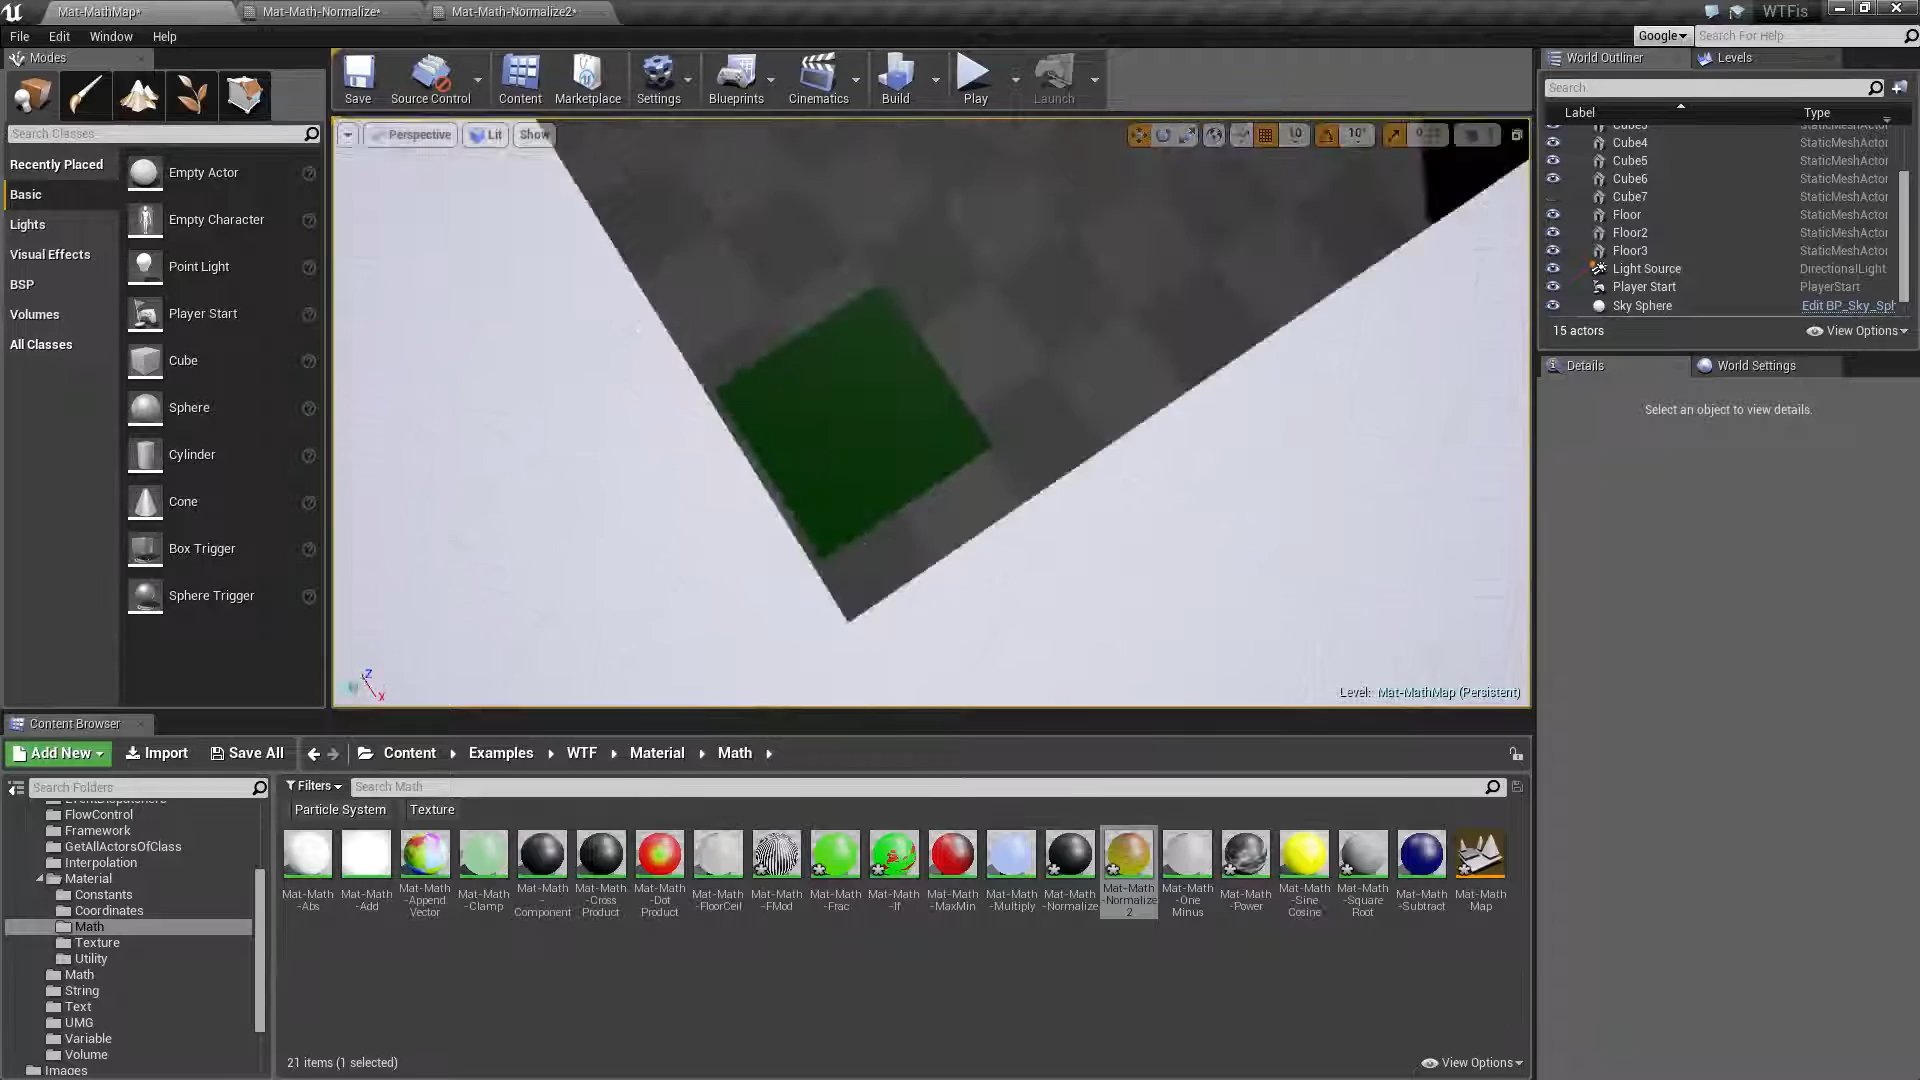 Mat-MathMap*
Mat-Math-Normalize*
Mat-Math-Normalize2*
WTFis
File Edit Window Help
Google
Search For Help
Modes
Search Classes
Recently Placed
Basic
Lights
Visual Effects
BSP
Volumes
All Classes
Empty Actor
Empty Character
Point Light
Player Start
Cube
Sphere
Cylinder
Cone
Box Trigger
Sphere Trigger
Save
Source Control
Content
Marketplace
Settings
Blueprints
Cinematics
Build
Play
Launch
Perspective
Lit
Show
10
10°
Z
X
Level: Mat-MathMap (Persistent)
World Outliner
Levels
Search
Label Type
Cube3 StaticMeshActor
Cube4 StaticMeshActor
Cube5 StaticMeshActor
Cube6 StaticMeshActor
Cube7 StaticMeshActor
Floor StaticMeshActor
Floor2 StaticMeshActor
Floor3 StaticMeshActor
Light Source DirectionalLight
Player Start PlayerStart
Sky Sphere Edit BP_Sky_Sph
15 actors
View Options
Details
World Settings
Select an object to view details.
Content Browser
Add New
Import
Save All
Content
Examples
WTF
Material
Math
Search Folders
EventDispatchers
FlowControl
Framework
GetAllActorsOfClass
Interpolation
Material
Constants
Coordinates
Math
Texture
Utility
Math
String
Text
UMG
Variable
Volume
Images
Filters
Search Math
Particle System
Texture
Mat-Math
-Abs
Mat-Math
-Add
Mat-Math
-Append
Vector
Mat-Math
-Clamp
Mat-Math
-
Component
Mat-Math
-Cross
Product
Mat-Math
-Dot
Product
Mat-Math
-FloorCeil
Mat-Math
-FMod
Mat-Math
-Frac
Mat-Math
-If
Mat-Math
-MaxMin
Mat-Math
-Multiply
Mat-Math
-Normalize
Mat-Math
-Normalize
2
Mat-Math
-One
Minus
Mat-Math
-Power
Mat-Math
-Sine
Cosine
Mat-Math
-Square
Root
Mat-Math
-Subtract
Mat-Math
Map
21 items (1 selected)
View Options